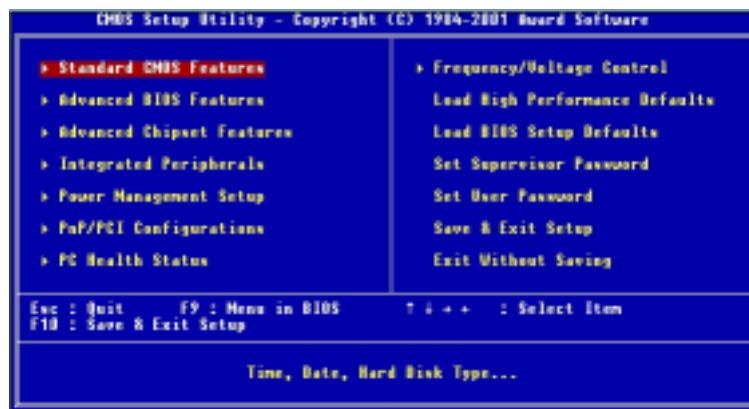 CMOS Setup Utility - Copyright (C) 1984-2001 Award Software
▸ Standard CMOS Features
▸ Advanced BIOS Features
▸ Advanced Chipset Features
▸ Integrated Peripherals
▸ Power Management Setup
▸ PnP/PCI Configurations
▸ PC Health Status
▸ Frequency/Voltage Control
Load High Performance Defaults
Load BIOS Setup Defaults
Set Supervisor Password
Set User Password
Save & Exit Setup
Exit Without Saving
Esc : Quit F9 : Menu in BIOS ↑ ↓ → ← : Select Item
F10 : Save & Exit Setup
Time, Date, Hard Disk Type...